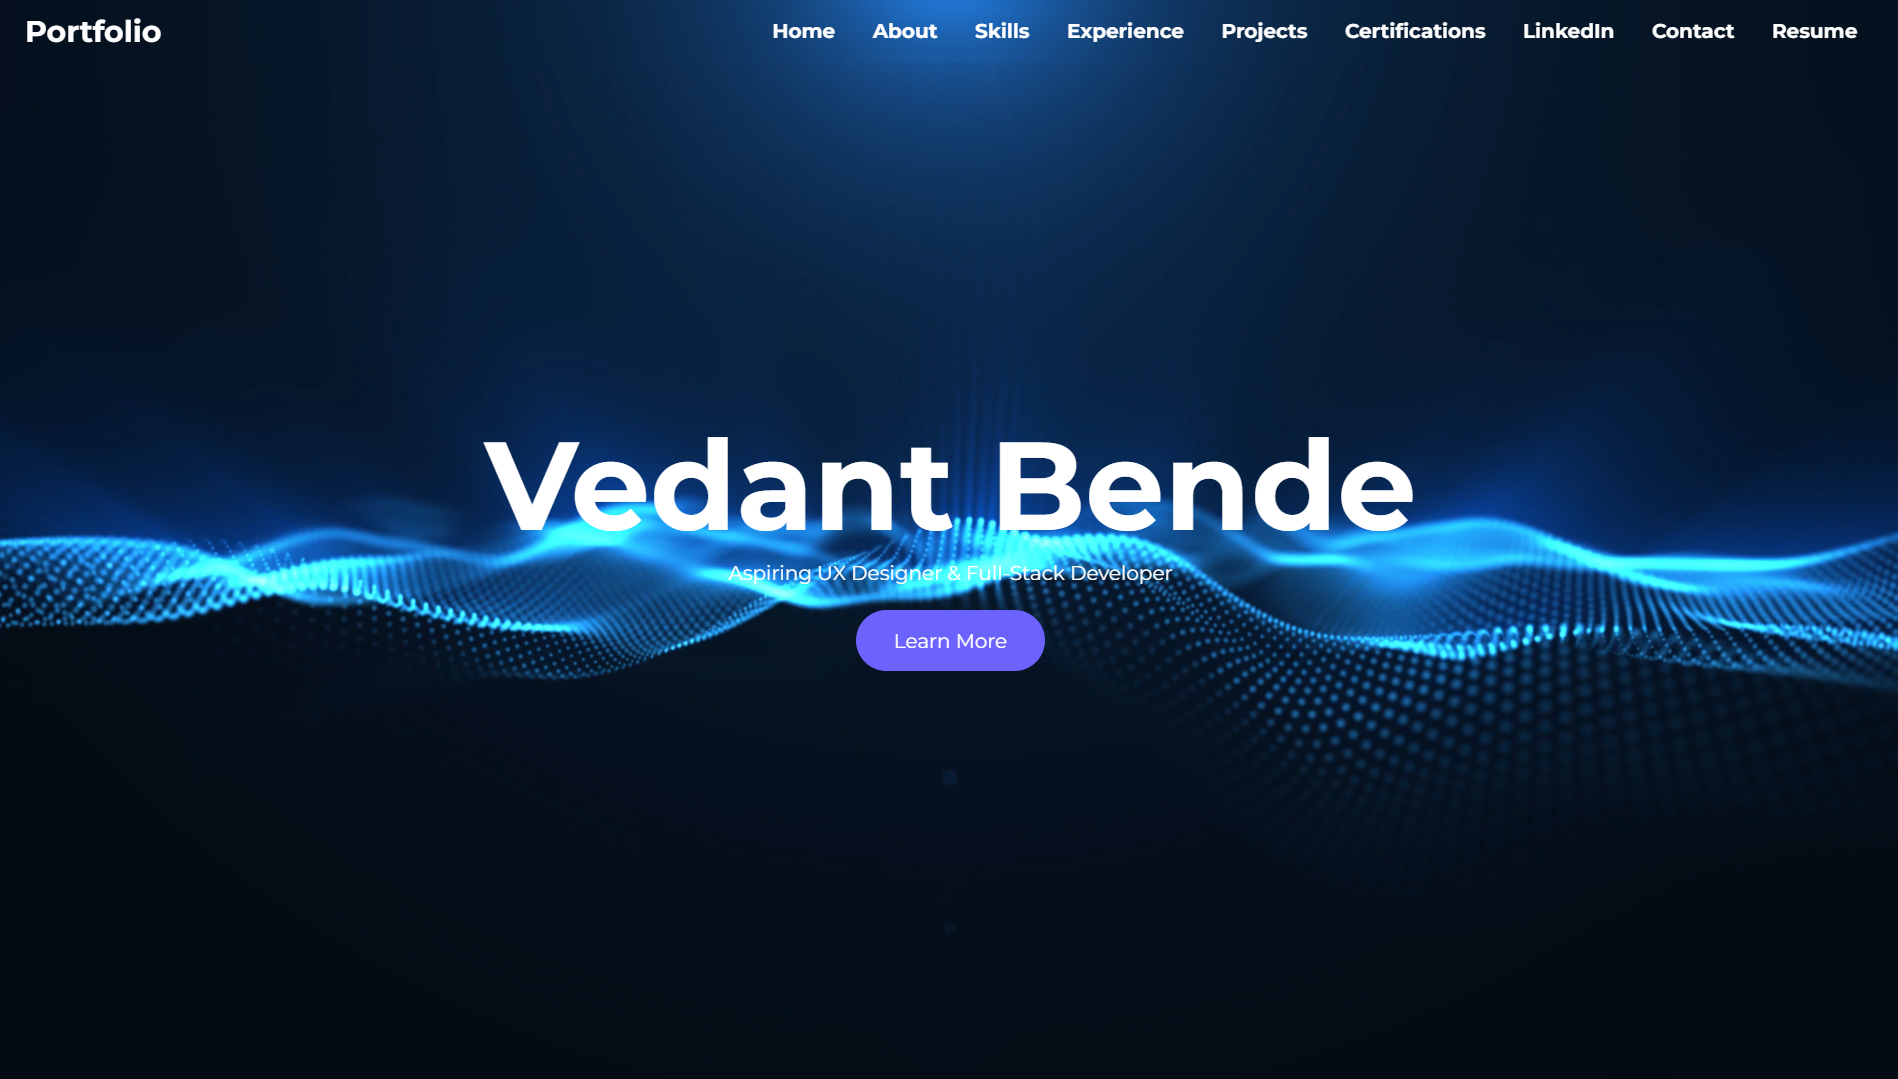 Portfolio
Home About Skills Experience Projects Certifications LinkedIn Contact Resume
Vedant Bende
Aspiring UX Designer & Full-Stack Developer
Learn More